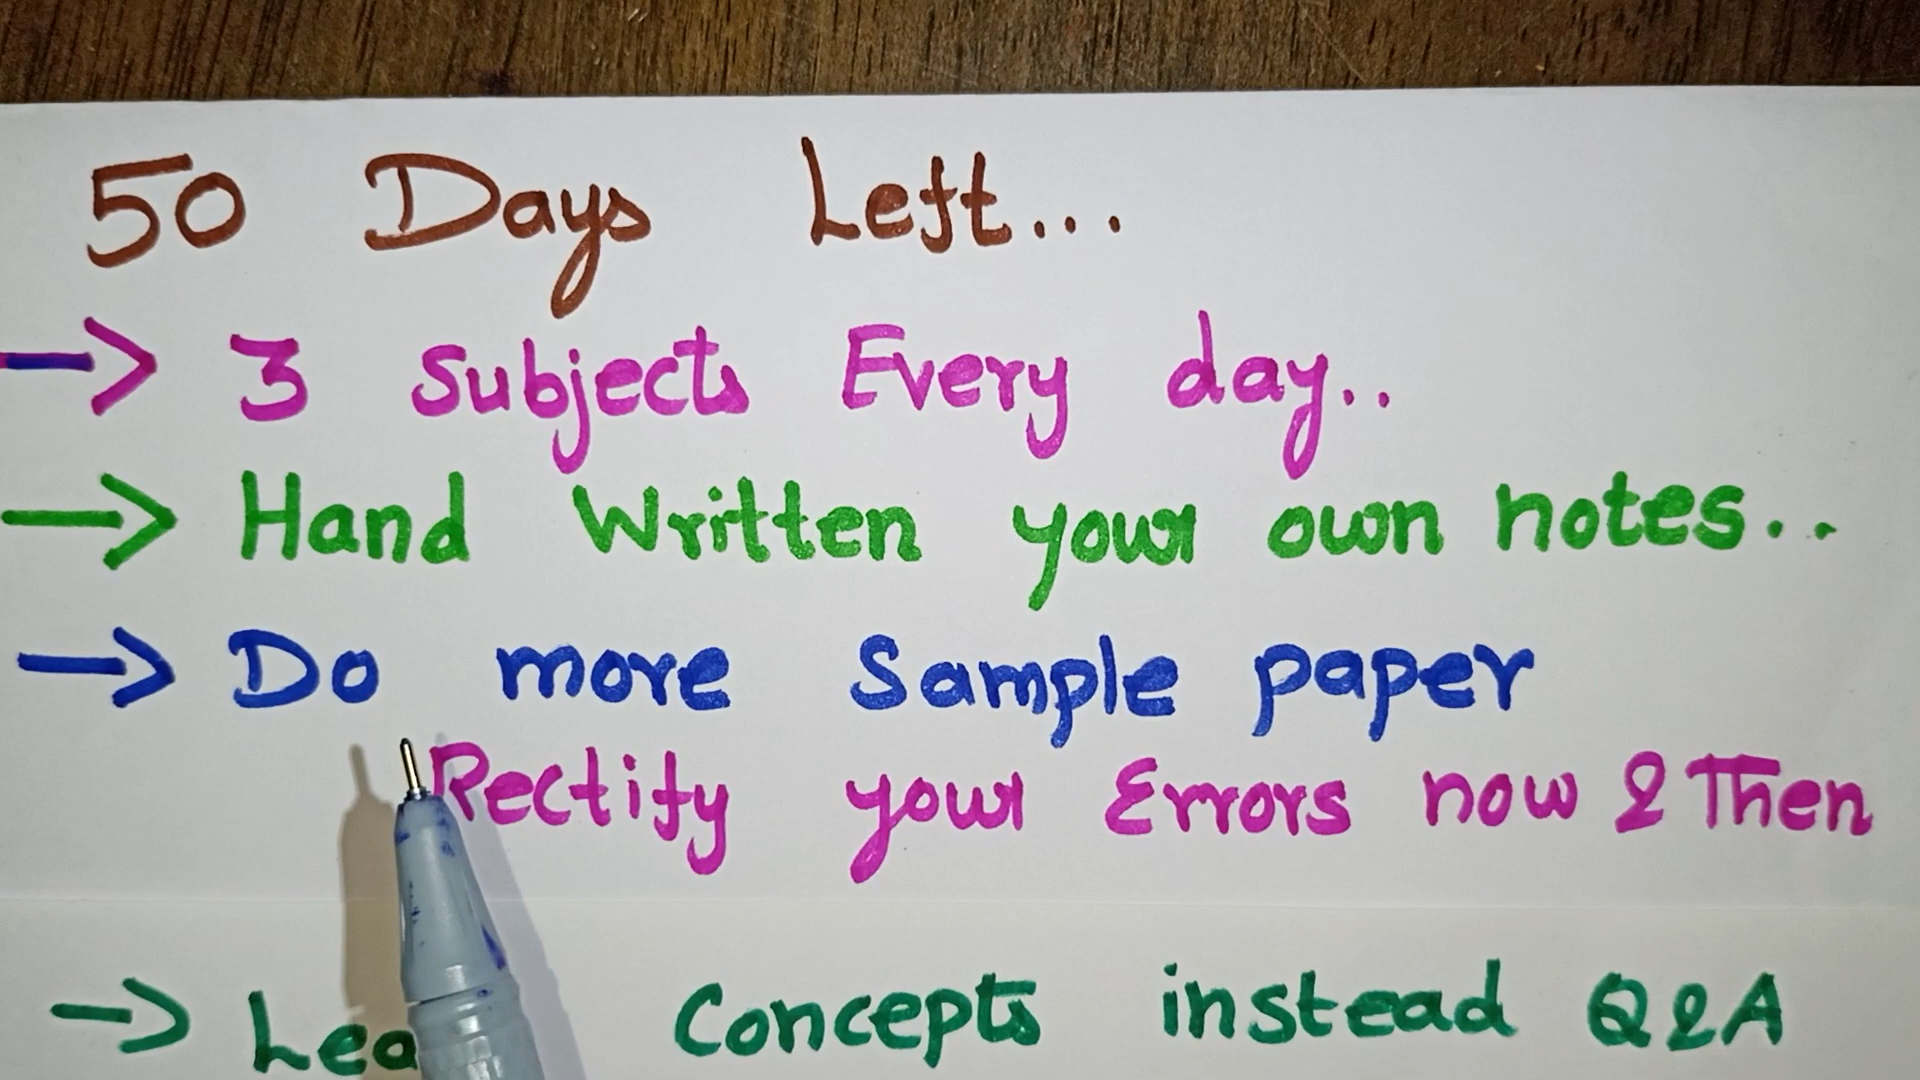 50 Days Left...
→ 3 subjects Every day..
→ Hand Written your own notes..
→ Do more Sample paper
Rectify your Errors now & Then
→ Concepts instead Q&A